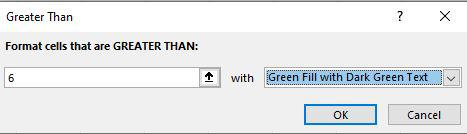 Greater Than ? ×
Format cells that are GREATER THAN:
6 with Green Fill with Dark Green Text
OK Cancel